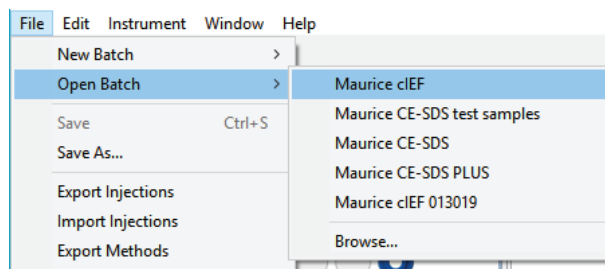 File Edit Instrument Window Help
New Batch >
Open Batch >
Save Ctrl+S
Save As...
Export Injections
Import Injections
Export Methods
Maurice cIEF
Maurice CE-SDS test samples
Maurice CE-SDS
Maurice CE-SDS PLUS
Maurice cIEF 013019
Browse...